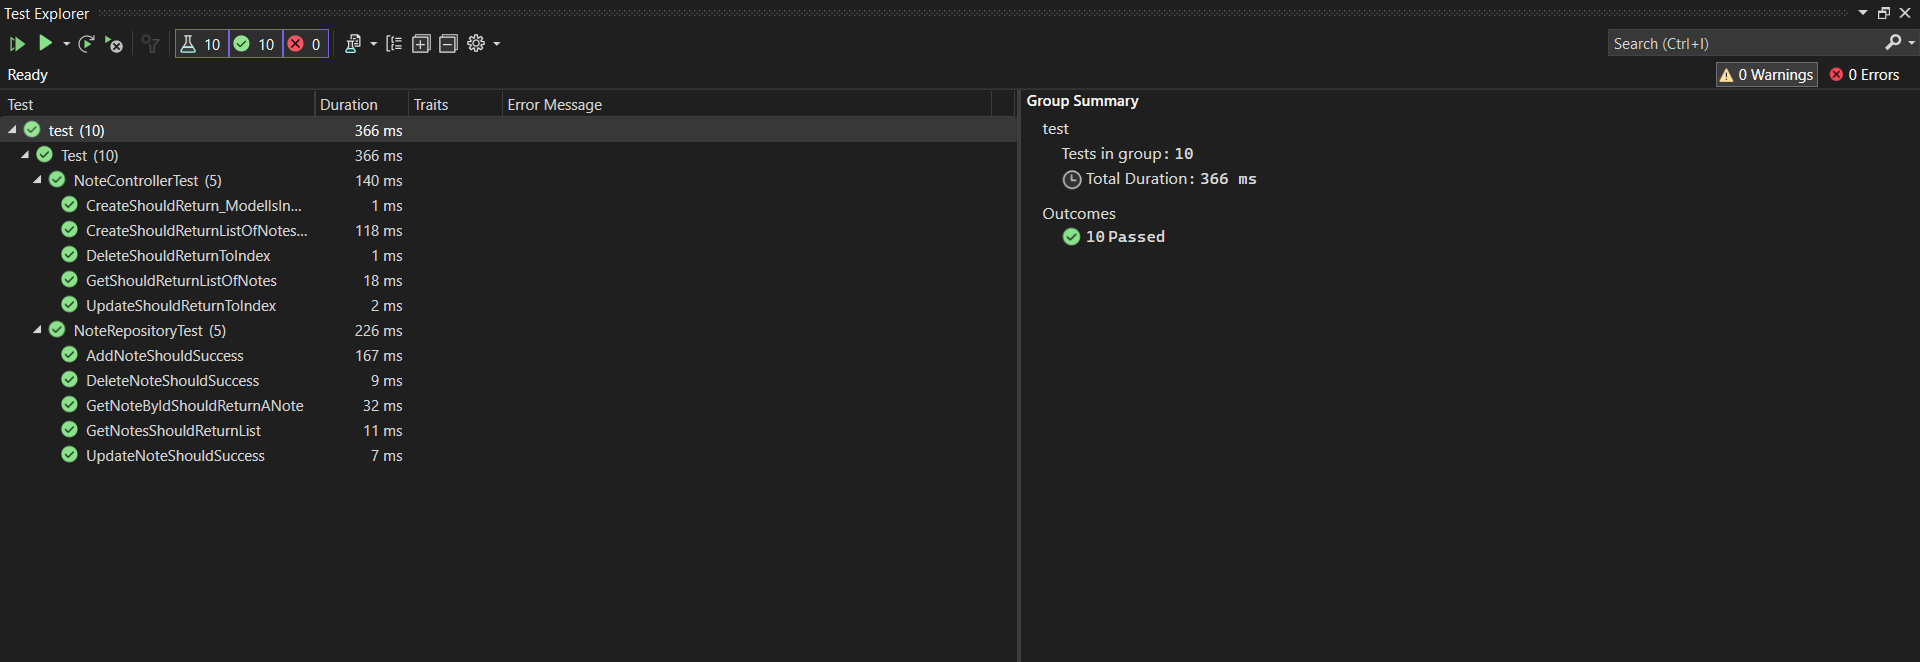 Test Explorer
10 10 0
Search (Ctrl+I)
Ready
0 Warnings 0 Errors
Test Duration Traits Error Message
test (10) 366 ms
Test (10) 366 ms
NoteControllerTest (5) 140 ms
CreateShouldReturn_ModelIsIn... 1 ms
CreateShouldReturnListOfNotes... 118 ms
DeleteShouldReturnToIndex 1 ms
GetShouldReturnListOfNotes 18 ms
UpdateShouldReturnToIndex 2 ms
NoteRepositoryTest (5) 226 ms
AddNoteShouldSuccess 167 ms
DeleteNoteShouldSuccess 9 ms
GetNoteByIdShouldReturnANote 32 ms
GetNotesShouldReturnList 11 ms
UpdateNoteShouldSuccess 7 ms
Group Summary
test
Tests in group: 10
Total Duration: 366 ms
Outcomes
10 Passed